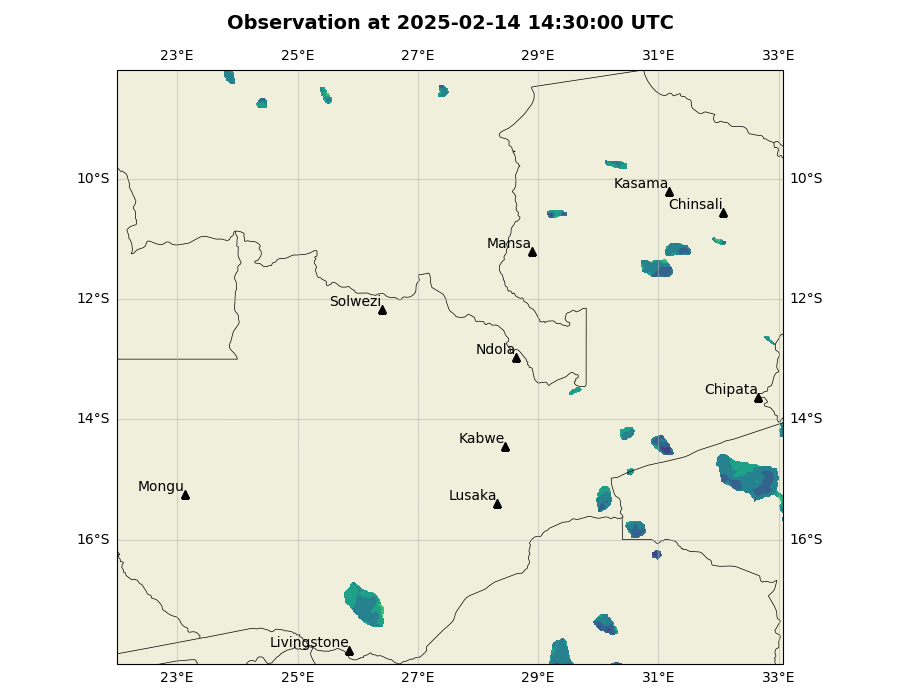 Observation at 2025-02-14 14:30:00 UTC
23°E 25°E 27°E 29°E 31°E 33°E
10°S 10°S
Kasama
Chinsali
Mansa
12°S 12°S
Solwezi
Ndola
Chipata
14°S 14°S
Kabwe
Mongu
Lusaka
16°S 16°S
Livingstone
23°E 25°E 27°E 29°E 31°E 33°E